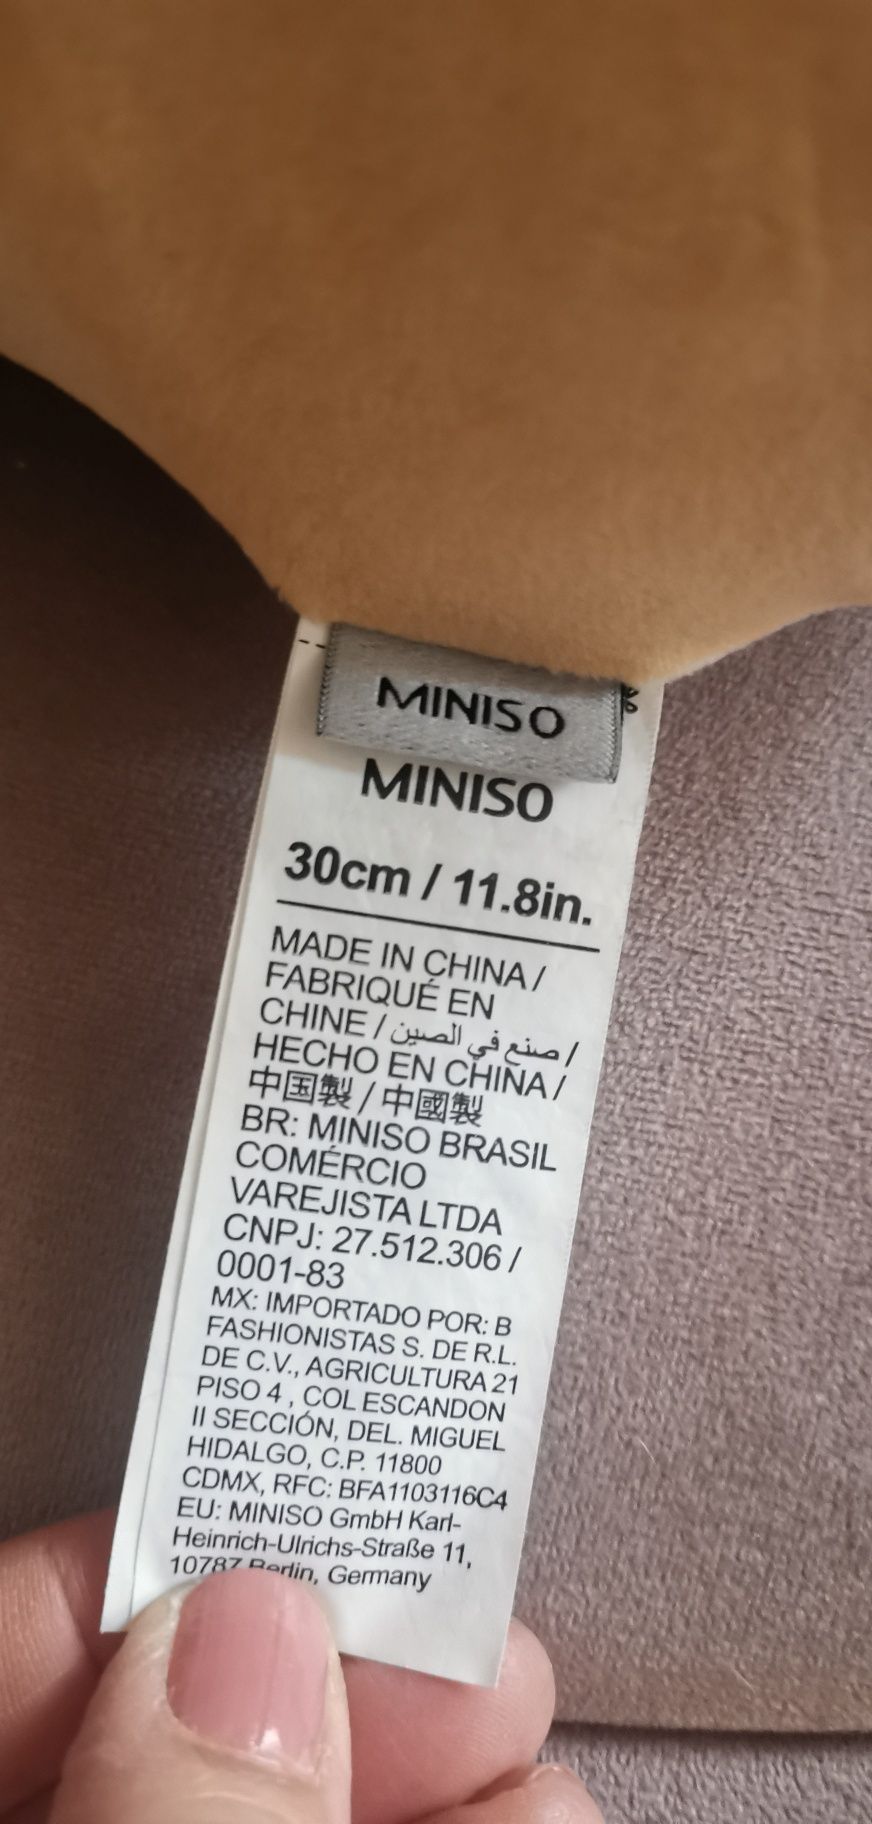 MINISO
MINISO
30cm / 11.8in.
MADE IN CHINA /
FABRIQUÉ EN
CHINE / صنع في الصين /
HECHO EN CHINA /
中国製 / 中國製
BR: MINISO BRASIL
COMÉRCIO
VAREJISTA LTDA
CNPJ: 27.512.306 /
0001-83
MX: IMPORTADO POR: B
FASHIONISTAS S. DE R.L.
DE C.V., AGRICULTURA 21
PISO 4 , COL ESCANDON
II SECCIÓN, DEL. MIGUEL
HIDALGO, C.P. 11800
CDMX, RFC: BFA1103116C4
EU: MINISO GmbH Karl-
Heinrich-Ulrichs-Straße 11,
10787 Berlin, Germany